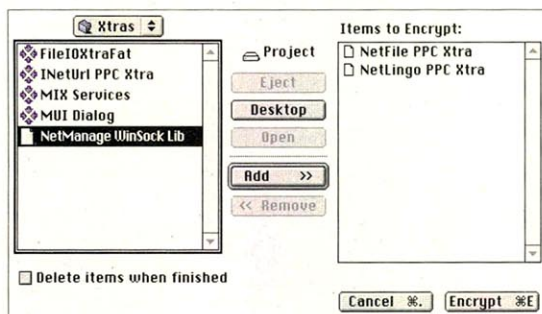 Xtras
FileIOXtraFat
INetUrl PPC Xtra
MIX Services
MUI Dialog
NetManage WinSock Lib
Delete items when finished
Project
Eject
Desktop
Open
Add >>
<< Remove
Items to Encrypt:
NetFile PPC Xtra
NetLingo PPC Xtra
Cancel ⌘.
Encrypt ⌘E